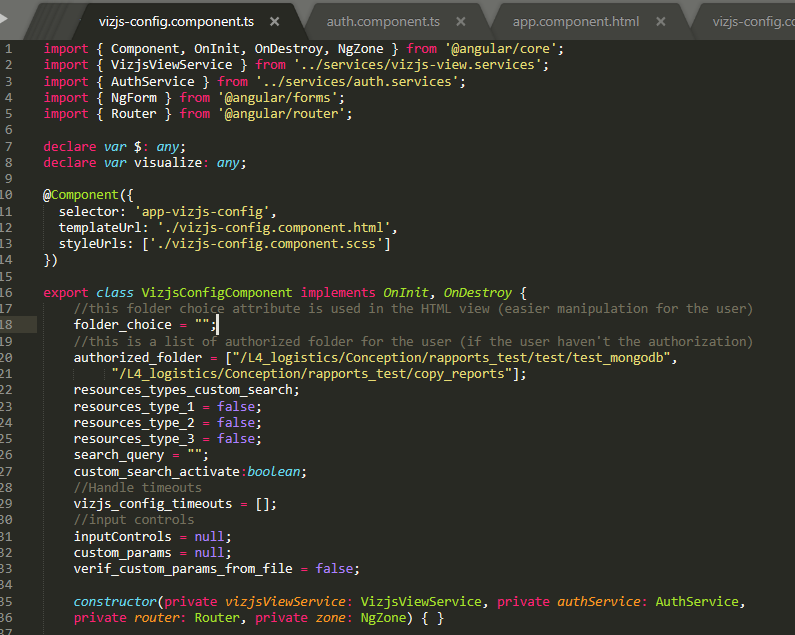 vizjs-config.component.ts × auth.component.ts × app.component.html × vizjs-config.co
1 import { Component, OnInit, OnDestroy, NgZone } from '@angular/core';
2 import { VizjsViewService } from '../services/vizjs-view.services';
3 import { AuthService } from '../services/auth.services';
4 import { NgForm } from '@angular/forms';
5 import { Router } from '@angular/router';
6
7 declare var $: any;
8 declare var visualize: any;
9
10 @Component({
11 selector: 'app-vizjs-config',
12 templateUrl: './vizjs-config.component.html',
13 styleUrls: ['./vizjs-config.component.scss']
14 })
15
16 export class VizjsConfigComponent implements OnInit, OnDestroy {
17 //this folder choice attribute is used in the HTML view (easier manipulation for the user)
18 folder_choice = "";
19 //this is a list of authorized folder for the user (if the user haven't the authorization)
20 authorized_folder = ["/L4_logistics/Conception/rapports_test/test/test_mongodb",
21 "/L4_logistics/Conception/rapports_test/copy_reports"];
22 resources_types_custom_search;
23 resources_type_1 = false;
24 resources_type_2 = false;
25 resources_type_3 = false;
26 search_query = "";
27 custom_search_activate:boolean;
28 //Handle timeouts
29 vizjs_config_timeouts = [];
30 //input controls
31 inputControls = null;
32 custom_params = null;
33 verif_custom_params_from_file = false;
34
35 constructor(private vizjsViewService: VizjsViewService, private authService: AuthService,
36 private router: Router, private zone: NgZone) { }
37